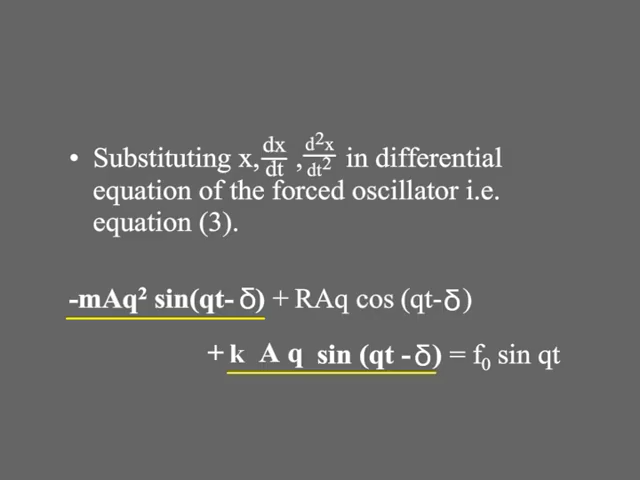 • Substituting x, dx/dt , d²x/dt² in differential
equation of the forced oscillator i.e.
equation (3).
-mAq² sin(qt- δ) + RAq cos (qt-δ)
+ k A q sin (qt -δ) = f₀ sin qt